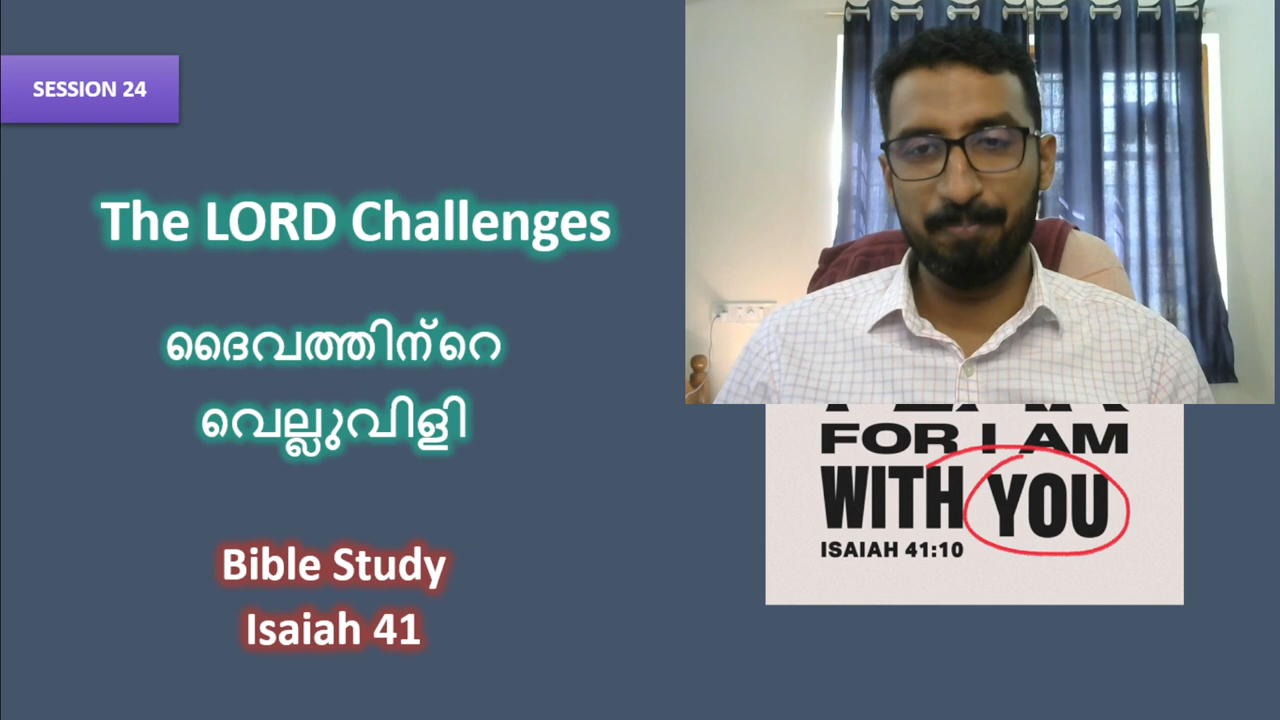 SESSION 24
The LORD Challenges
ദൈവത്തിന്റെ
വെല്ലുവിളി
Bible Study
Isaiah 41
FOR I AM
WITH YOU
ISAIAH 41:10